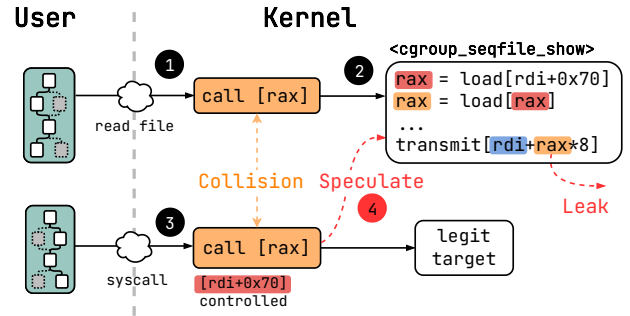 User
Kernel
<cgroup_seqfile_show>
1
2
call [rax]
rax = load[rdi+0x70]
rax = load[rax]
...
transmit[rdi+rax*8]
read file
Collision
Speculate
Leak
4
3
call [rax]
legit
target
syscall
[rdi+0x70]
controlled